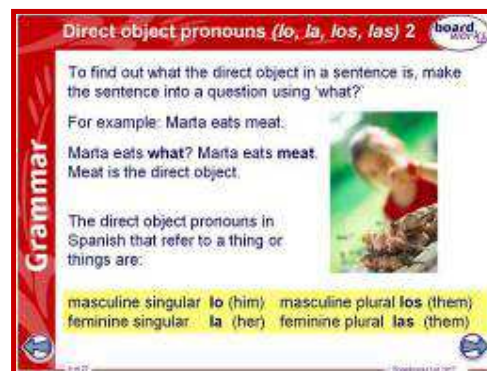 Direct object pronouns (lo, la, los, las) 2
board
works
Grammar
To find out what the direct object in a sentence is, make
the sentence into a question using 'what?'
For example: Marta eats meat.
Marta eats what? Marta eats meat.
Meat is the direct object.
The direct object pronouns in
Spanish that refer to a thing or
things are:
masculine singular lo (him) masculine plural los (them)
feminine singular la (her) feminine plural las (them)